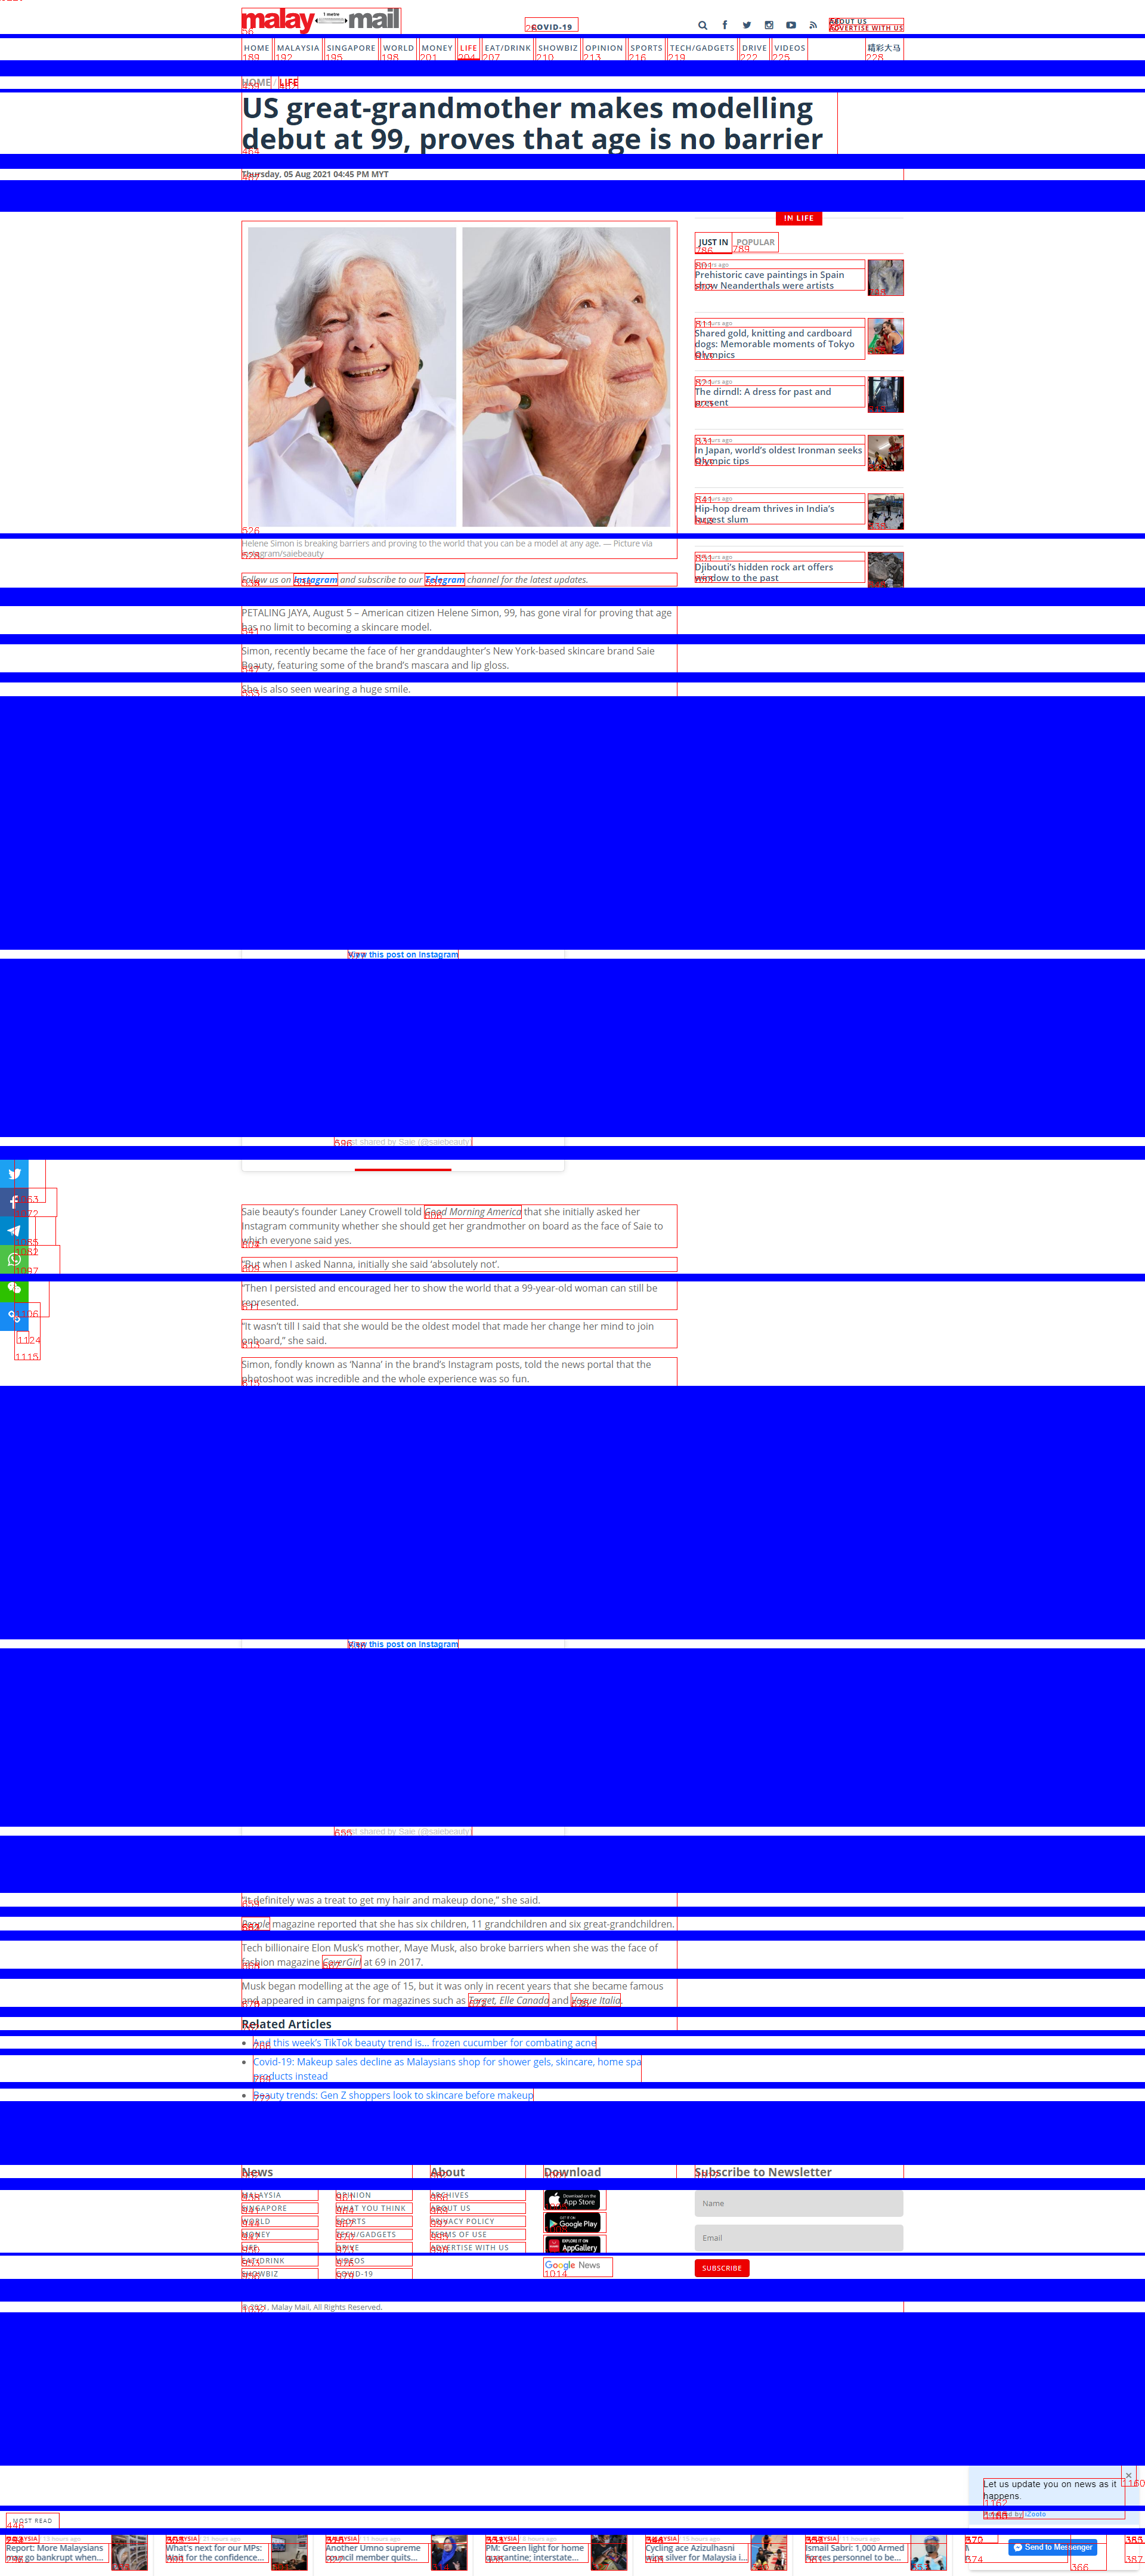 malay mail
1 metre
COVID-19
ABOUT US
ADVERTISE WITH US
HOME MALAYSIA SINGAPORE WORLD MONEY LIFE EAT/DRINK SHOWBIZ OPINION SPORTS TECH/GADGETS DRIVE VIDEOS 精彩大马
HOME / LIFE
US great-grandmother makes modelling
debut at 99, proves that age is no barrier
Thursday, 05 Aug 2021 04:45 PM MYT
IN LIFE
JUST IN POPULAR
Prehistoric cave paintings in Spain
show Neanderthals were artists
Shared gold, knitting and cardboard
dogs: Memorable moments of Tokyo
Olympics
The dirndl: A dress for past and
present
In Japan, world's oldest Ironman seeks
Olympic tips
Hip-hop dream thrives in India's
largest slum
Djibouti's hidden rock art offers
window to the past
Helene Simon is breaking barriers and proving to the world that you can be a model at any age. — Picture via
Instagram/saiebeauty
Follow us on Instagram and subscribe to our Telegram channel for the latest updates.
PETALING JAYA, August 5 – American citizen Helene Simon, 99, has gone viral for proving that age
has no limit to becoming a skincare model.
Simon, recently became the face of her granddaughter's New York-based skincare brand Saie
Beauty, featuring some of the brand's mascara and lip gloss.
She is also seen wearing a huge smile.
View this post on Instagram
A post shared by Saie (@saiebeauty)
Saie beauty's founder Laney Crowell told Good Morning America that she initially asked her
Instagram community whether she should get her grandmother on board as the face of Saie to
which everyone said yes.
"But when I asked Nanna, initially she said 'absolutely not'.
"Then I persisted and encouraged her to show the world that a 99-year-old woman can still be
represented.
"It wasn't till I said that she would be the oldest model that made her change her mind to join
onboard," she said.
Simon, fondly known as 'Nanna' in the brand's Instagram posts, told the news portal that the
photoshoot was incredible and the whole experience was so fun.
View this post on Instagram
A post shared by Saie (@saiebeauty)
"It definitely was a treat to get my hair and makeup done," she said.
People magazine reported that she has six children, 11 grandchildren and six great-grandchildren.
Tech billionaire Elon Musk's mother, Maye Musk, also broke barriers when she was the face of
fashion magazine CoverGirl at 69 in 2017.
Musk began modelling at the age of 15, but it was only in recent years that she became famous
and appeared in campaigns for magazines such as Target, Elle Canada and Vogue Italia.
Related Articles
And this week's TikTok beauty trend is... frozen cucumber for combating acne
Covid-19: Makeup sales decline as Malaysians shop for shower gels, skincare, home spa
products instead
Beauty trends: Gen Z shoppers look to skincare before makeup
News About Download Subscribe to Newsletter
MALAYSIA OPINION ARCHIVES
SINGAPORE WHAT YOU THINK ABOUT US
WORLD SPORTS PRIVACY POLICY
MONEY TECH/GADGETS TERMS OF USE
LIFE DRIVE ADVERTISE WITH US
EAT/DRINK VIDEOS
SHOWBIZ COVID-19
Download on the App Store
GET IT ON Google Play
EXPLORE IT ON AppGallery
Google News
Name
Email
SUBSCRIBE
© 2021, Malay Mail, All Rights Reserved.
Let us update you on news as it
happens.
Powered by iZooto
MOST READ
Report: More Malaysians
may go bankrupt when...
What's next for our MPs:
Wait for the confidence...
Another Umno supreme
council member quits...
PM: Green light for home
quarantine; interstate...
Cycling ace Azizulhasni
wins silver for Malaysia i...
Ismail Sabri: 1,000 Armed
Forces personnel to be...
Send to Messenger